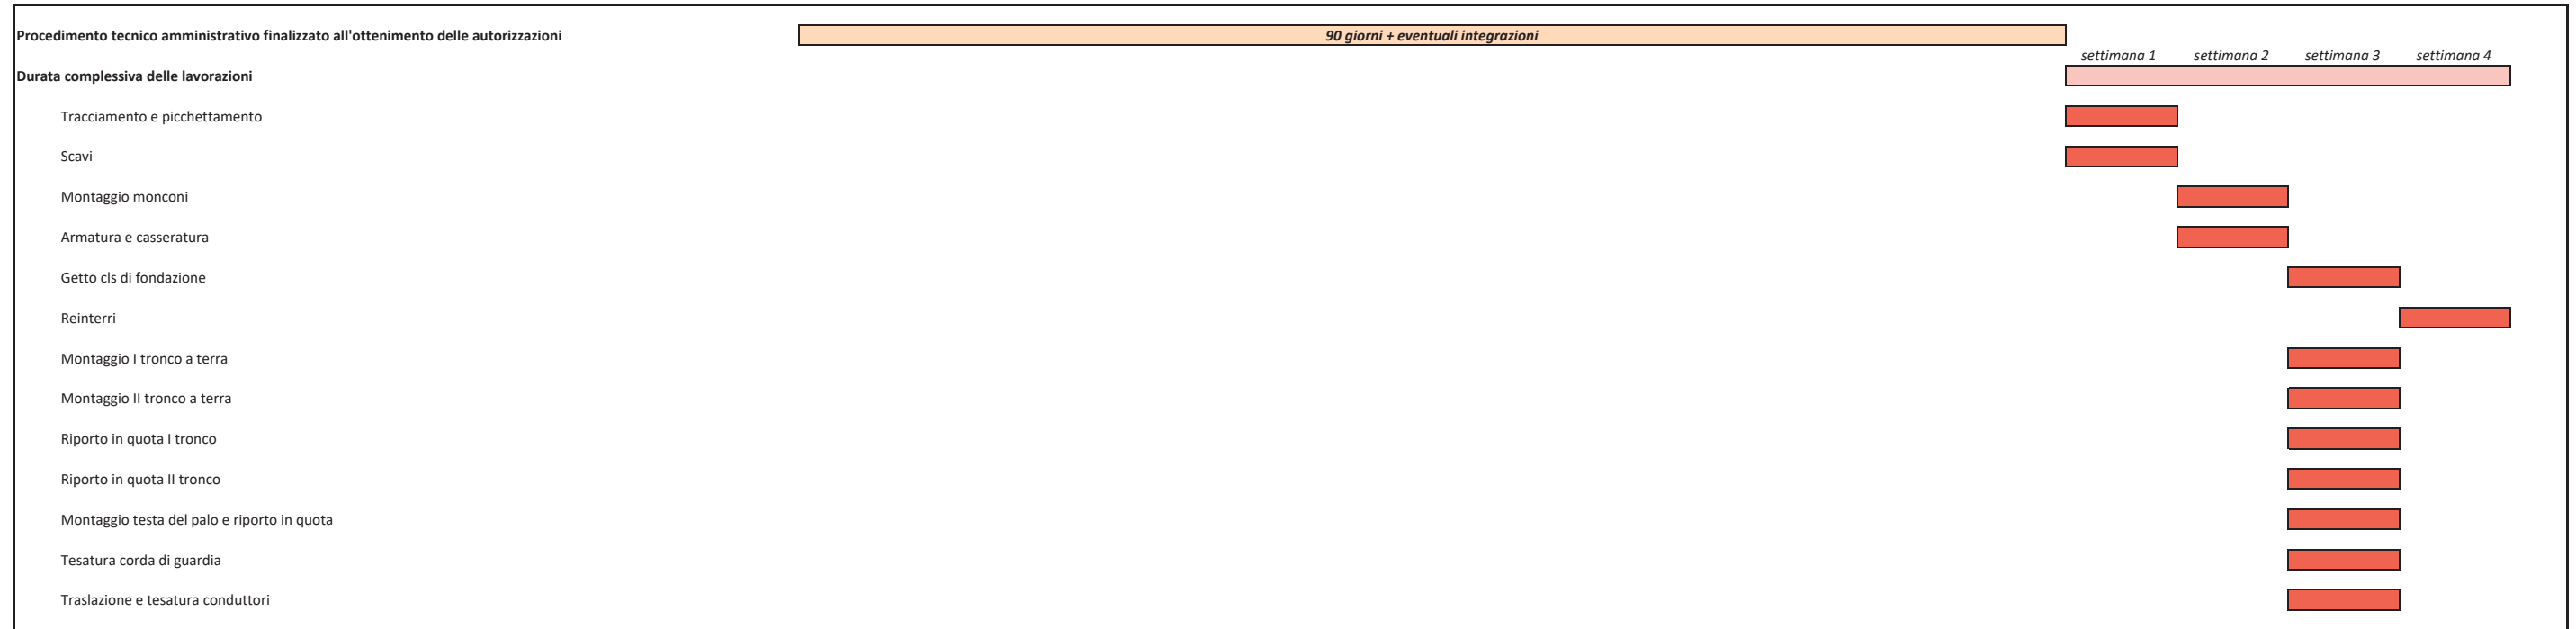 Procedimento tecnico amministrativo finalizzato all'ottenimento delle autorizzazioni
90 giorni + eventuali integrazioni
settimana 1 settimana 2 settimana 3 settimana 4
Durata complessiva delle lavorazioni
Tracciamento e picchettamento
Scavi
Montaggio monconi
Armatura e casseratura
Getto cls di fondazione
Reinterri
Montaggio I tronco a terra
Montaggio II tronco a terra
Riporto in quota I tronco
Riporto in quota II tronco
Montaggio testa del palo e riporto in quota
Tesatura corda di guardia
Traslazione e tesatura conduttori